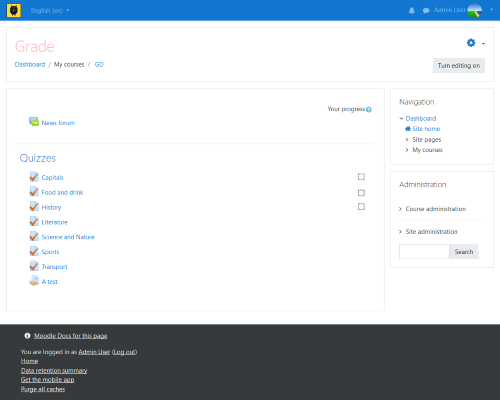 English (en)
Admin User
Grade
Dashboard / My courses / GD
Turn editing on
Your progress
News forum
Quizzes
Capitals
Food and drink
History
Literature
Science and Nature
Sports
Transport
A test
Navigation
Dashboard
Site home
Site pages
My courses
Administration
Course administration
Site administration
Search
Moodle Docs for this page
You are logged in as Admin User (Log out)
Home
Data retention summary
Get the mobile app
Purge all caches